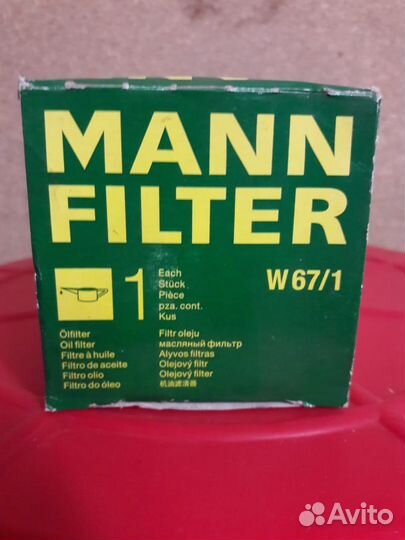 MANN
FILTER
1
Each
Stück
Pièce
pza. cont.
Kus
W 67/1
Ölfilter
Oil filter
Filtre à huile
Filtro de aceite
Filtro olio
Filtro do óleo
Filtr oleju
масляный фильтр
Alyvos filtras
Olejový filtr
Olejový filter
机油滤清器
Avito